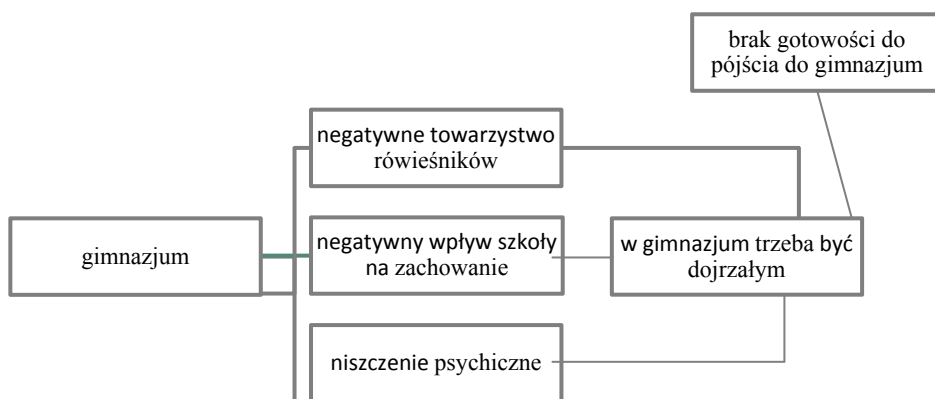 brak gotowości do
pójścia do gimnazjum
negatywne towarzystwo
rówieśników
gimnazjum
negatywny wpływ szkoły
na zachowanie
w gimnazjum trzeba być
dojrzałym
niszczenie psychiczne